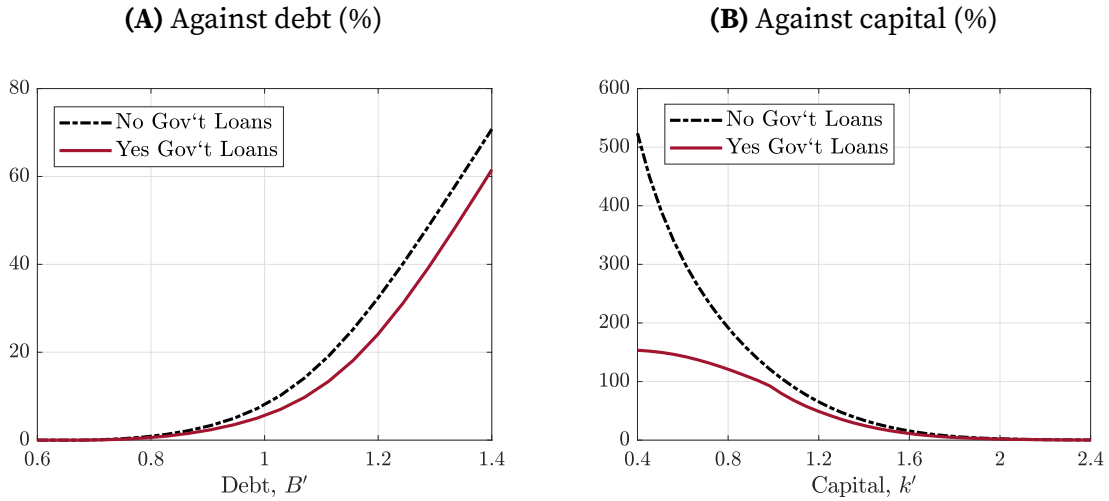 (A) Against debt (%)
80
60
40
20
0
0.6
0.8
1
1.2
1.4
No Gov‘t Loans
Yes Gov‘t Loans
Debt, B′
(B) Against capital (%)
600
500
400
300
200
100
0
0.4
0.8
1.2
1.6
2
2.4
No Gov‘t Loans
Yes Gov‘t Loans
Capital, k′